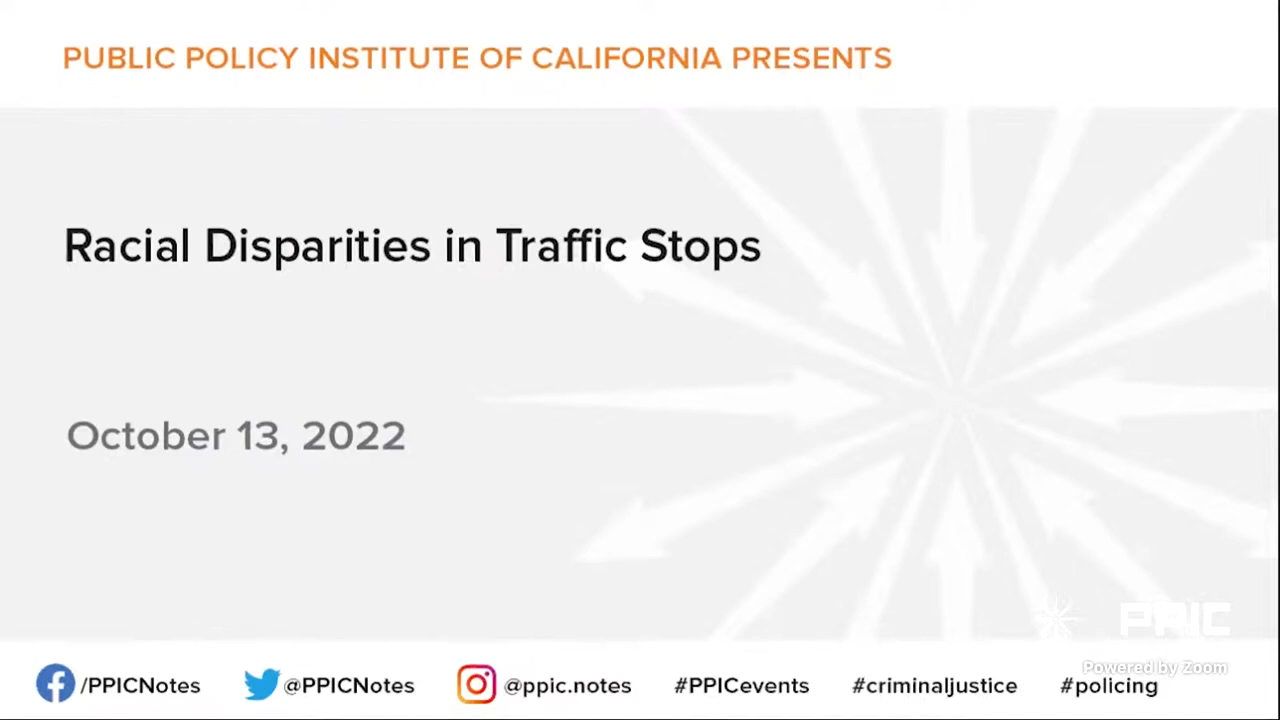 PUBLIC POLICY INSTITUTE OF CALIFORNIA PRESENTS
Racial Disparities in Traffic Stops
October 13, 2022
PPIC
Powered by Zoom
/PPICNotes @PPICNotes @ppic.notes #PPICevents #criminaljustice #policing